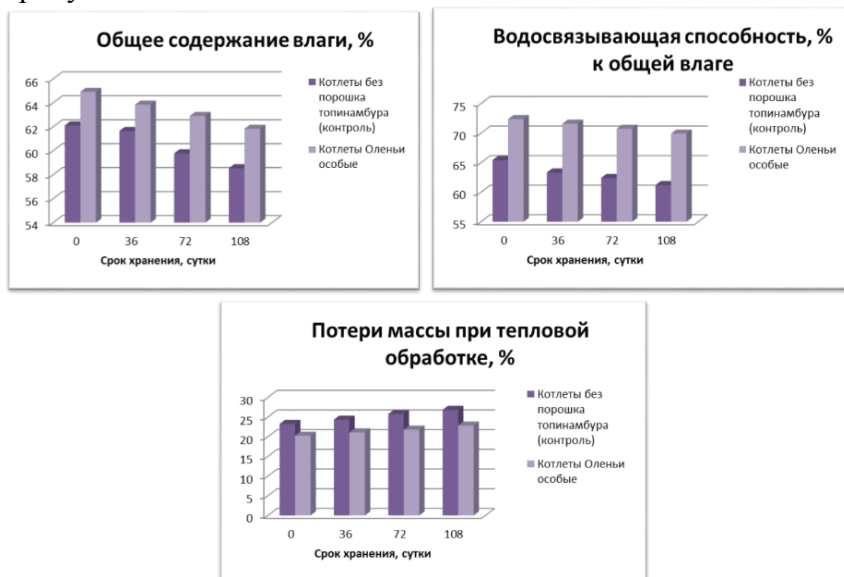 Общее содержание влаги, %
66
64
62
60
58
56
54
0 36 72 108
Срок хранения, сутки
Котлеты без
порошка
топинамбура
(контроль)
Котлеты Оленьи
особые
Водосвязывающая способность, %
к общей влаге
75
70
65
60
55
0 36 72 108
Срок хранения, сутки
Котлеты без
порошка
топинамбура
(контроль)
Котлеты Оленьи
особые
Потери массы при тепловой
обработке, %
30
25
20
15
10
5
0
0 36 72 108
Срок хранения, сутки
Котлеты без
порошка
топинамбура
(контроль)
Котлеты Оленьи
особые